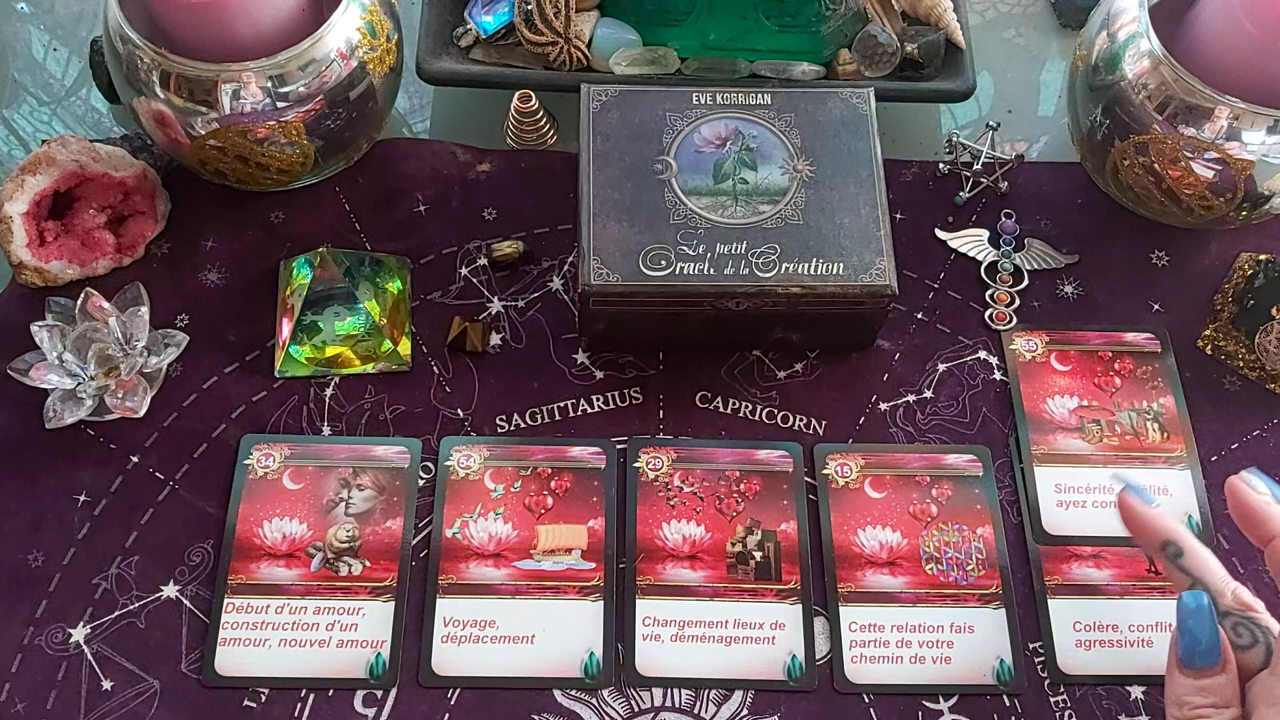 EVE KORRIGAN
Le petit
Oracle de la Création
SAGITTARIUS
CAPRICORN
34
Début d'un amour,
construction d'un
amour, nouvel amour
54
Voyage,
déplacement
29
Changement lieux de
vie, déménagement
15
Cette relation fais
partie de votre
chemin de vie
55
Sincérité,
ayez
Colère,
agressivité
PISCES